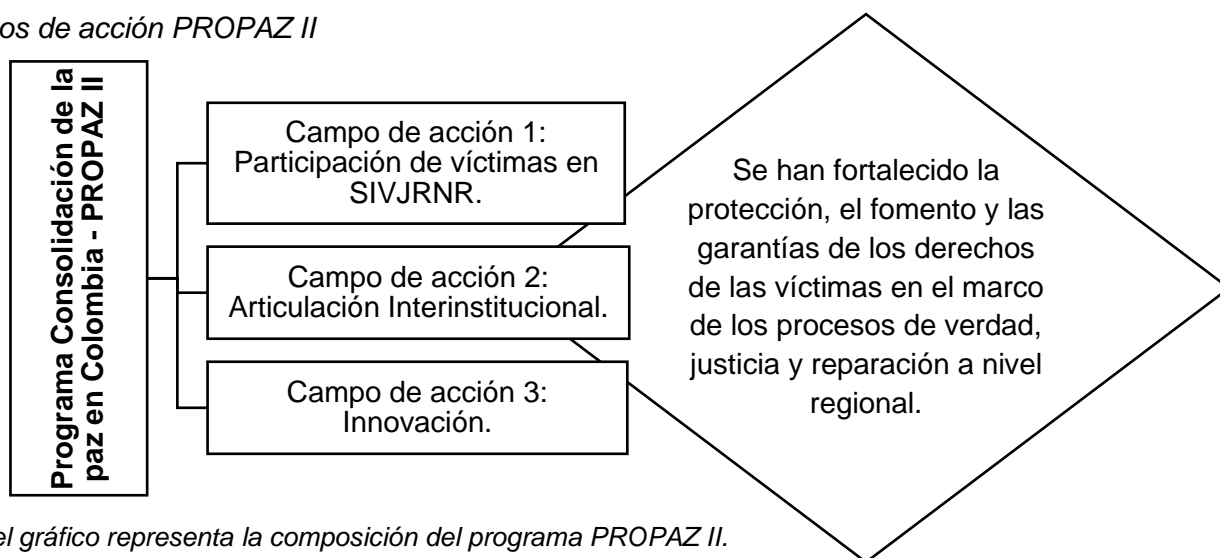 os de acción PROPAZ II
Programa Consolidación de la
paz en Colombia - PROPAZ II
Campo de acción 1:
Participación de víctimas en
SIVJRNR.
Campo de acción 2:
Articulación Interinstitucional.
Campo de acción 3:
Innovación.
Se han fortalecido la
protección, el fomento y las
garantías de los derechos
de las víctimas en el marco
de los procesos de verdad,
justicia y reparación a nivel
regional.
el gráfico representa la composición del programa PROPAZ II.